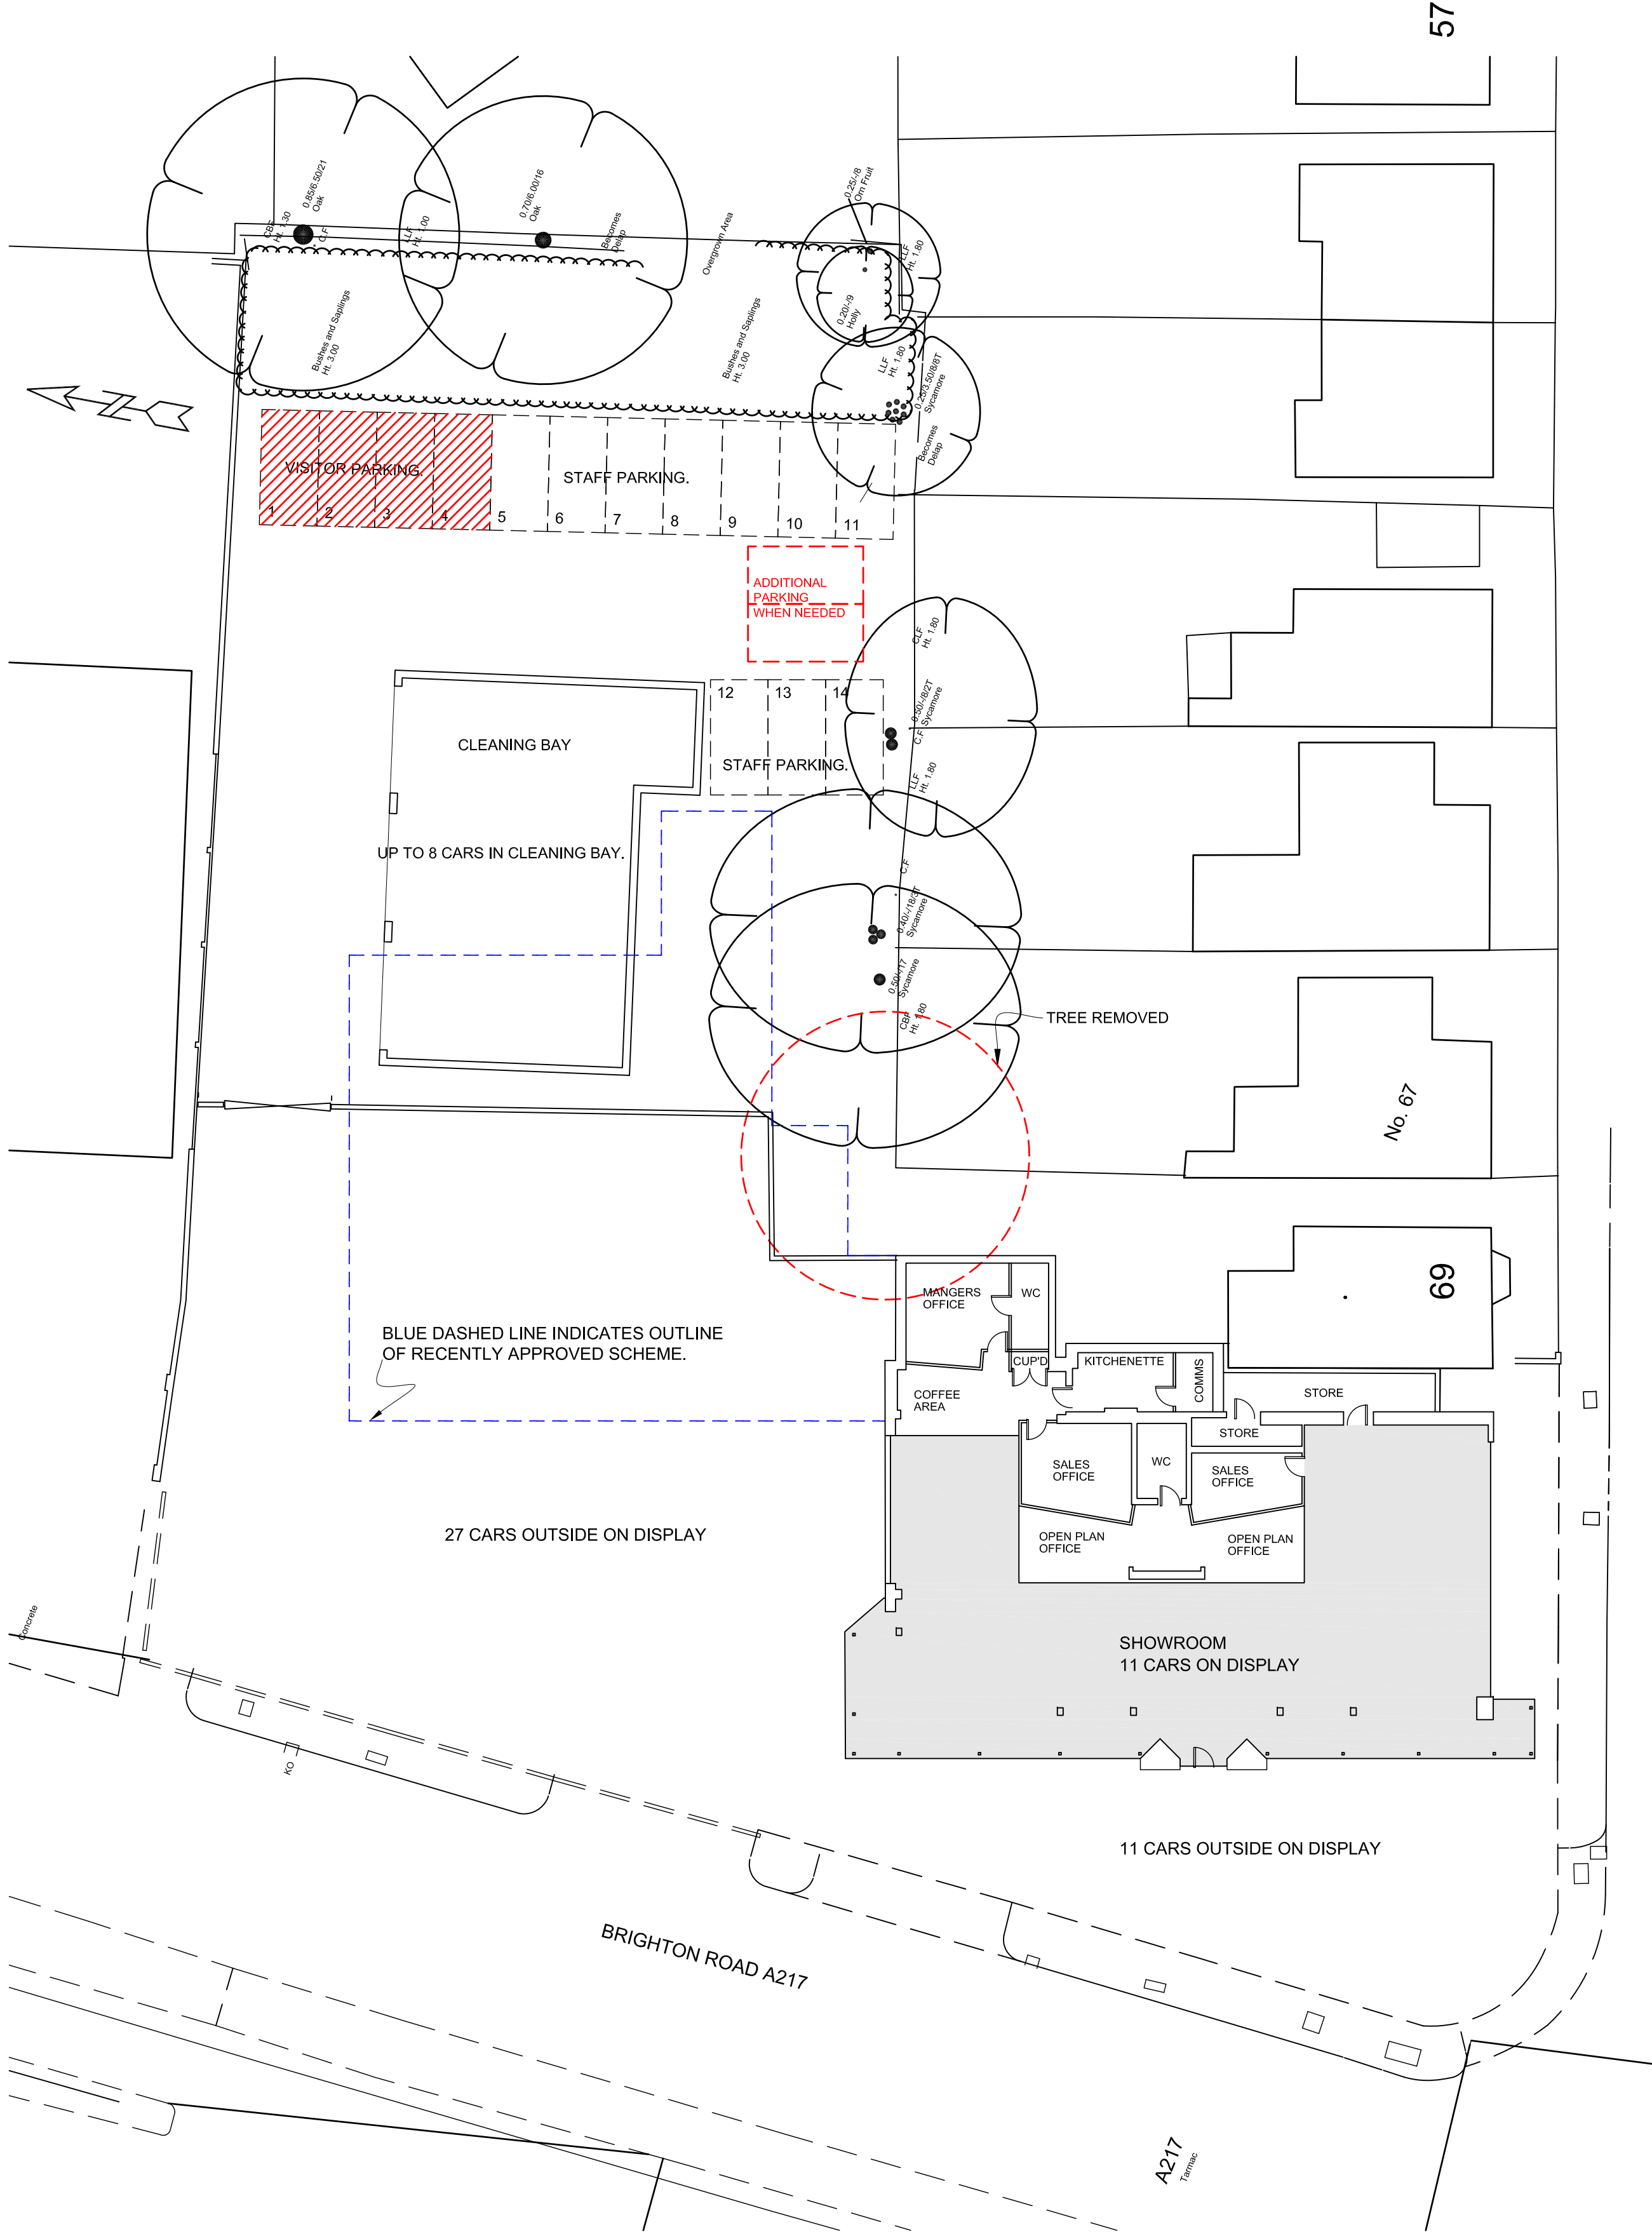 57
0.85/6.50/21
Oak
CBF
Ht. 1.30
C.F
LLF
Ht. 1.00
0.70/6.00/16
Oak
Becomes
Delap
Overgrown Area
0.25/-/8
Orn Fruit
LLF
Ht. 1.80
0.20/-/9
Holly
Bushes and Saplings
Ht. 3.00
Bushes and Saplings
Ht. 3.00
LLF
Ht. 1.80
0.25/3.50/8/8T
Sycamore
Becomes
Delap
VISITOR PARKING.
STAFF PARKING.
1
2
3
4
5
6
7
8
9
10
11
ADDITIONAL
PARKING
WHEN NEEDED
CLF
Ht. 1.80
0.50/-/8/2T
Sycamore
C.F
LLF
Ht. 1.80
12
13
14
STAFF PARKING.
CLEANING BAY
UP TO 8 CARS IN CLEANING BAY.
C.F
0.40/-/18/3T
Sycamore
0.50/-/17
Sycamore
CBF
Ht. 1.80
TREE REMOVED
No. 67
69
MANGERS
OFFICE
WC
BLUE DASHED LINE INDICATES OUTLINE
OF RECENTLY APPROVED SCHEME.
CUP'D
KITCHENETTE
COMMS
COFFEE
AREA
STORE
STORE
SALES
OFFICE
WC
SALES
OFFICE
OPEN PLAN
OFFICE
OPEN PLAN
OFFICE
27 CARS OUTSIDE ON DISPLAY
Concrete
SHOWROOM
11 CARS ON DISPLAY
KO
11 CARS OUTSIDE ON DISPLAY
BRIGHTON ROAD A217
A217
Tarmac